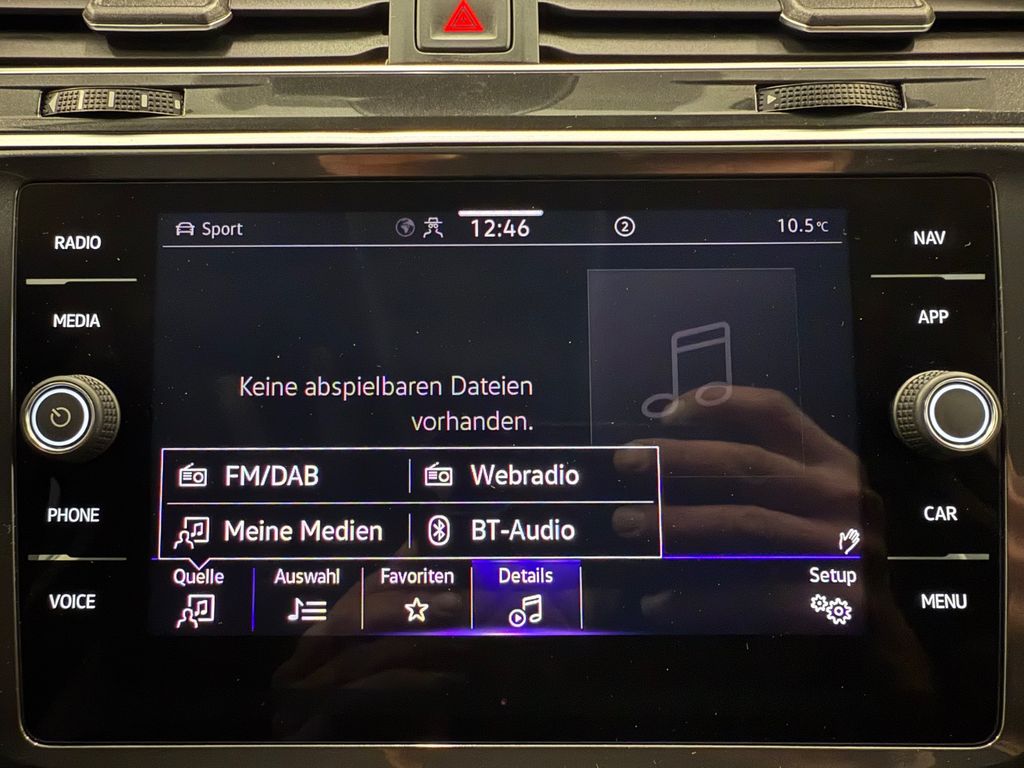 Sport
12:46
2
10.5°C
RADIO
MEDIA
PHONE
VOICE
NAV
APP
CAR
MENU
Keine abspielbaren Dateien
vorhanden.
FM/DAB
Webradio
Meine Medien
BT-Audio
Quelle
Auswahl
Favoriten
Details
Setup